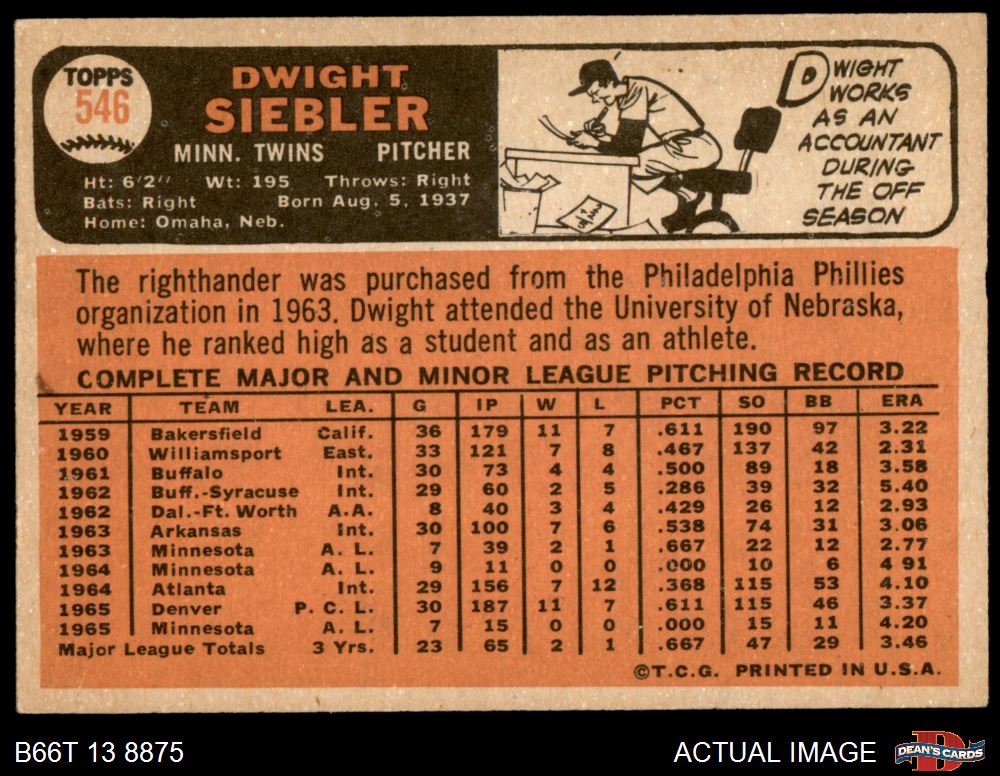 TOPPS
546
DWIGHT
SIEBLER
MINN. TWINS PITCHER
Ht: 6'2" Wt: 195 Throws: Right
Bats: Right Born Aug. 5, 1937
Home: Omaha, Neb.
DWIGHT
WORKS
AS AN
ACCOUNTANT
DURING
THE OFF
SEASON
The righthander was purchased from the Philadelphia Phillies
organization in 1963. Dwight attended the University of Nebraska,
where he ranked high as a student and as an athlete.
COMPLETE MAJOR AND MINOR LEAGUE PITCHING RECORD
YEAR TEAM LEA. G IP W L PCT SO BB ERA
1959 Bakersfield Calif. 36 179 11 7 .611 190 97 3.22
1960 Williamsport East. 33 121 7 8 .467 137 42 2.31
1961 Buffalo Int. 30 73 4 4 .500 89 18 3.58
1962 Buff.-Syracuse Int. 29 60 2 5 .286 39 32 5.40
1962 Dal.-Ft. Worth A.A. 8 40 3 4 .429 26 12 2.93
1963 Arkansas Int. 30 100 7 6 .538 74 31 3.06
1963 Minnesota A. L. 7 39 2 1 .667 22 12 2.77
1964 Minnesota A. L. 9 11 0 0 .000 10 6 4 91
1964 Atlanta Int. 29 156 7 12 .368 115 53 4.10
1965 Denver P. C. L. 30 187 11 7 .611 115 46 3.37
1965 Minnesota A. L. 7 15 0 0 .000 15 11 4.20
Major League Totals 3 Yrs. 23 65 2 1 .667 47 29 3.46
©T.C.G. PRINTED IN U.S.A.
B66T 13 8875 ACTUAL IMAGE DEAN'S CARDS